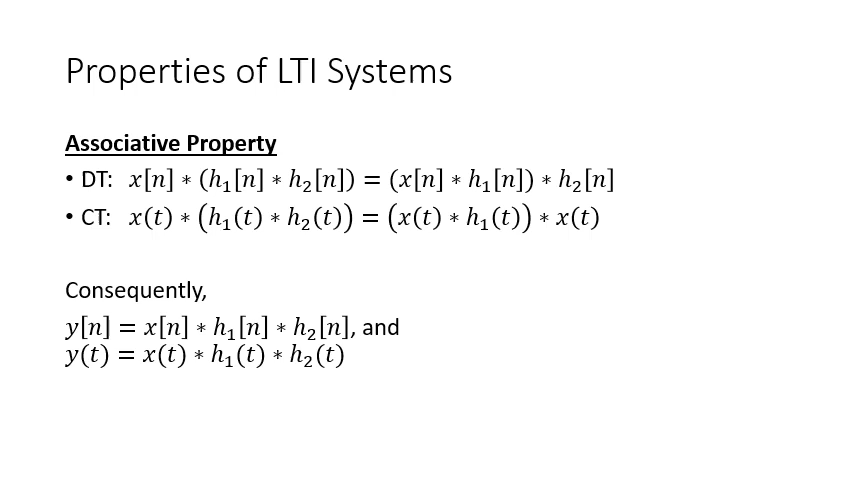 Properties of LTI Systems
Associative Property
• DT: x[n] ∗ (h₁[n] ∗ h₂[n]) = (x[n] ∗ h₁[n]) ∗ h₂[n]
• CT: x(t) ∗ (h₁(t) ∗ h₂(t)) = (x(t) ∗ h₁(t)) ∗ x(t)
Consequently,
y[n] = x[n] ∗ h₁[n] ∗ h₂[n], and
y(t) = x(t) ∗ h₁(t) ∗ h₂(t)